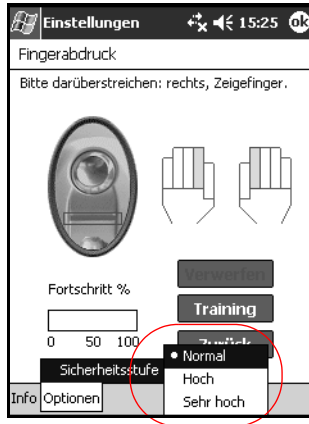 Einstellungen 15:25 ok
Fingerabdruck
Bitte darüberstreichen: rechts, Zeigefinger.
Verwerfen
Fortschritt %
Training
0 50 100
Zurück
Normal
Sicherheitsstufe
Hoch
Info Optionen
Sehr hoch